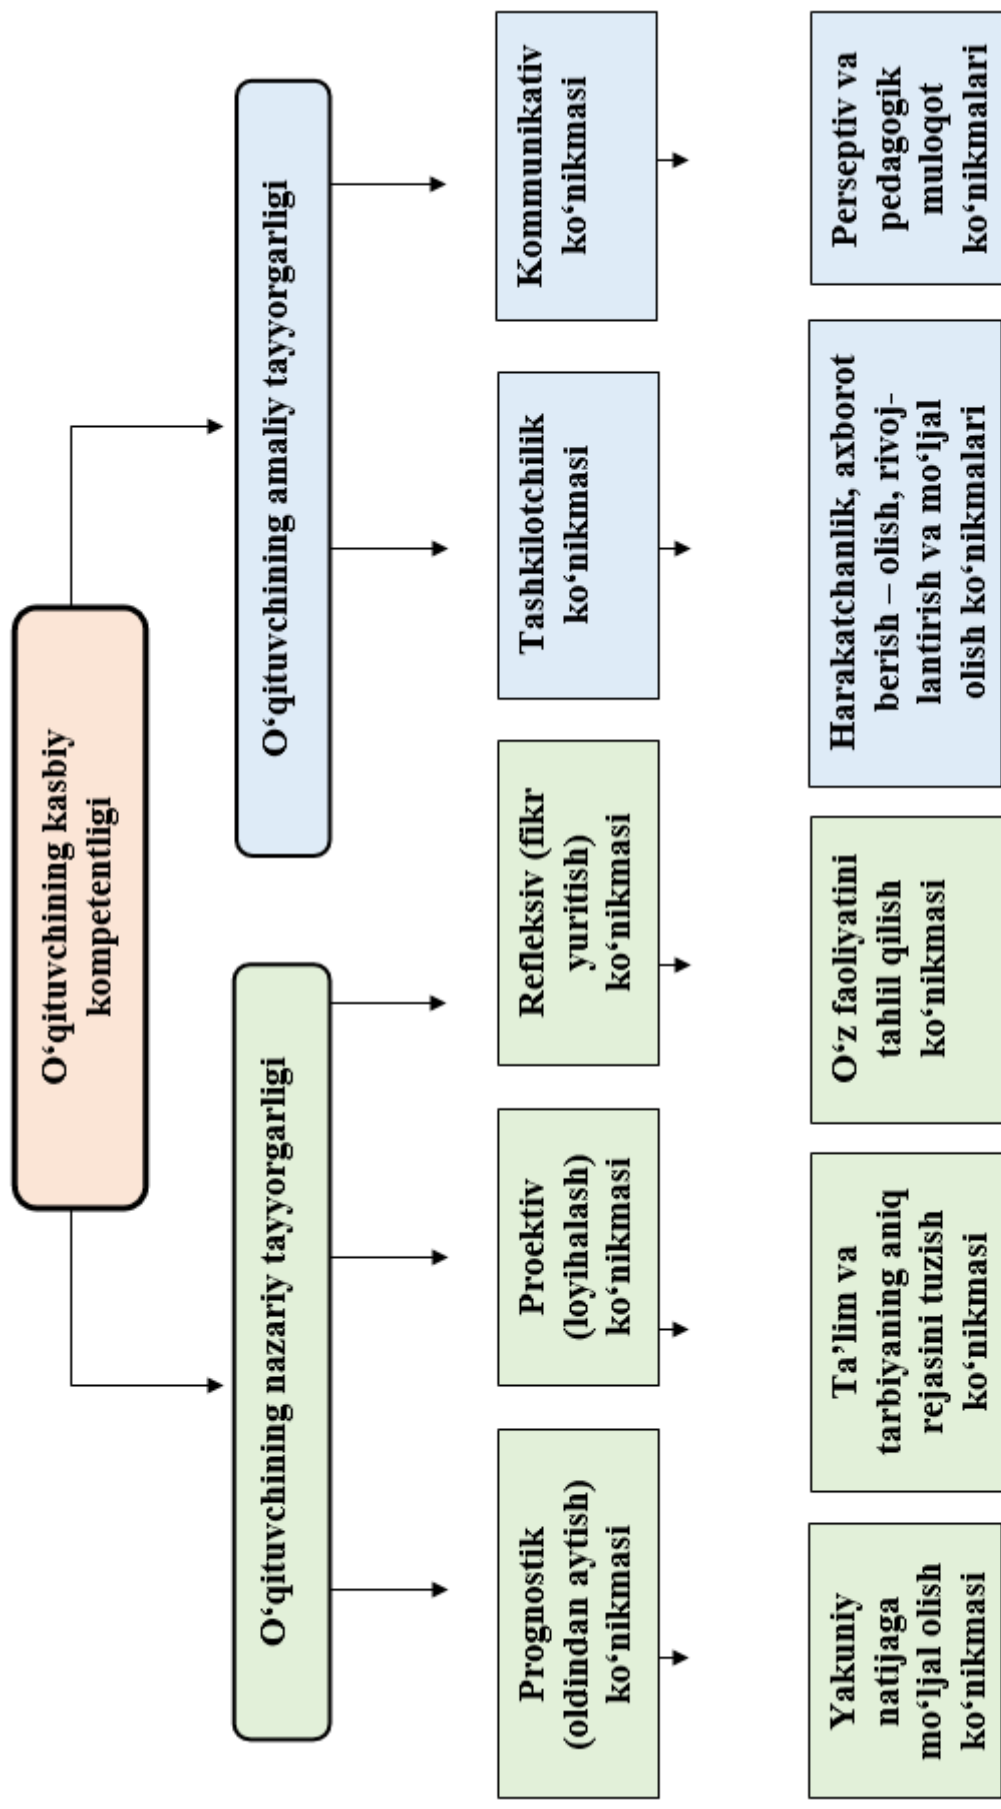 O‘qituvchining kasbiy
kompetentligi
O‘qituvchining nazariy tayyorgarligi
O‘qituvchining amaliy tayyorgarligi
Prognostik
(oldindan aytish)
ko‘nikmasi
Proektiv
(loyihalash)
ko‘nikmasi
Refleksiv (fikr
yuritish)
ko‘nikmasi
Tashkilotchilik
ko‘nikmasi
Kommunikativ
ko‘nikmasi
Yakuniy
natijaga
mo‘ljal olish
ko‘nikmasi
Ta’lim va
tarbiyaning aniq
rejasini tuzish
ko‘nikmasi
O‘z faoliyatini
tahlil qilish
ko‘nikmasi
Harakatchanlik, axborot
berish – olish, rivoj-
lantirish va mo‘ljal
olish ko‘nikmalari
Perseptiv va
pedagogik
muloqot
ko‘nikmalari